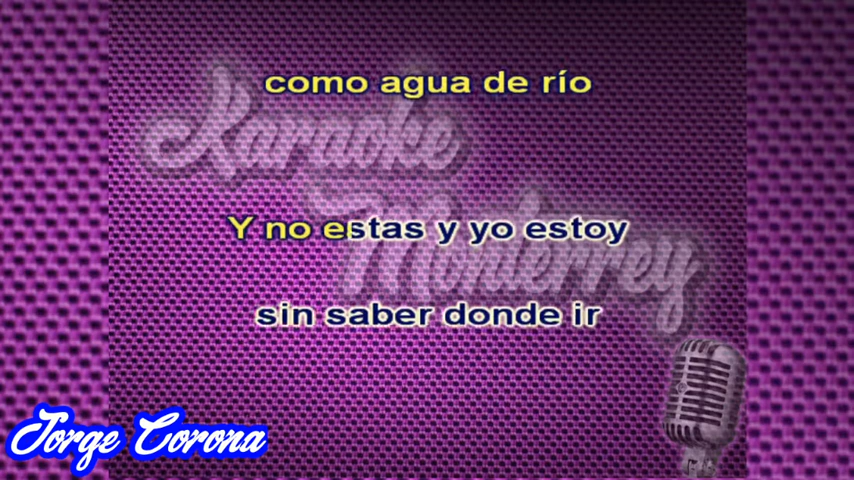 como agua de río
Karaoke
Monterrey
Y no estas y yo estoy
sin saber donde ir
Jorge Corona